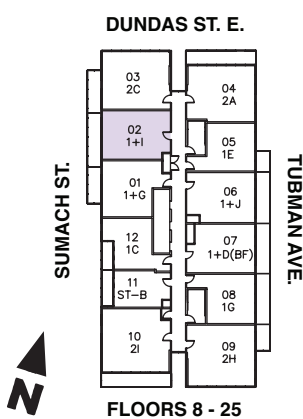 DUNDAS ST. E.
03
2C
04
2A
02
1+I
05
1E
01
1+G
06
1+J
12
1C
07
1+D(BF)
11
ST-B
08
1G
10
2I
09
2H
SUMACH ST.
TUBMAN AVE.
N
FLOORS 8 - 25